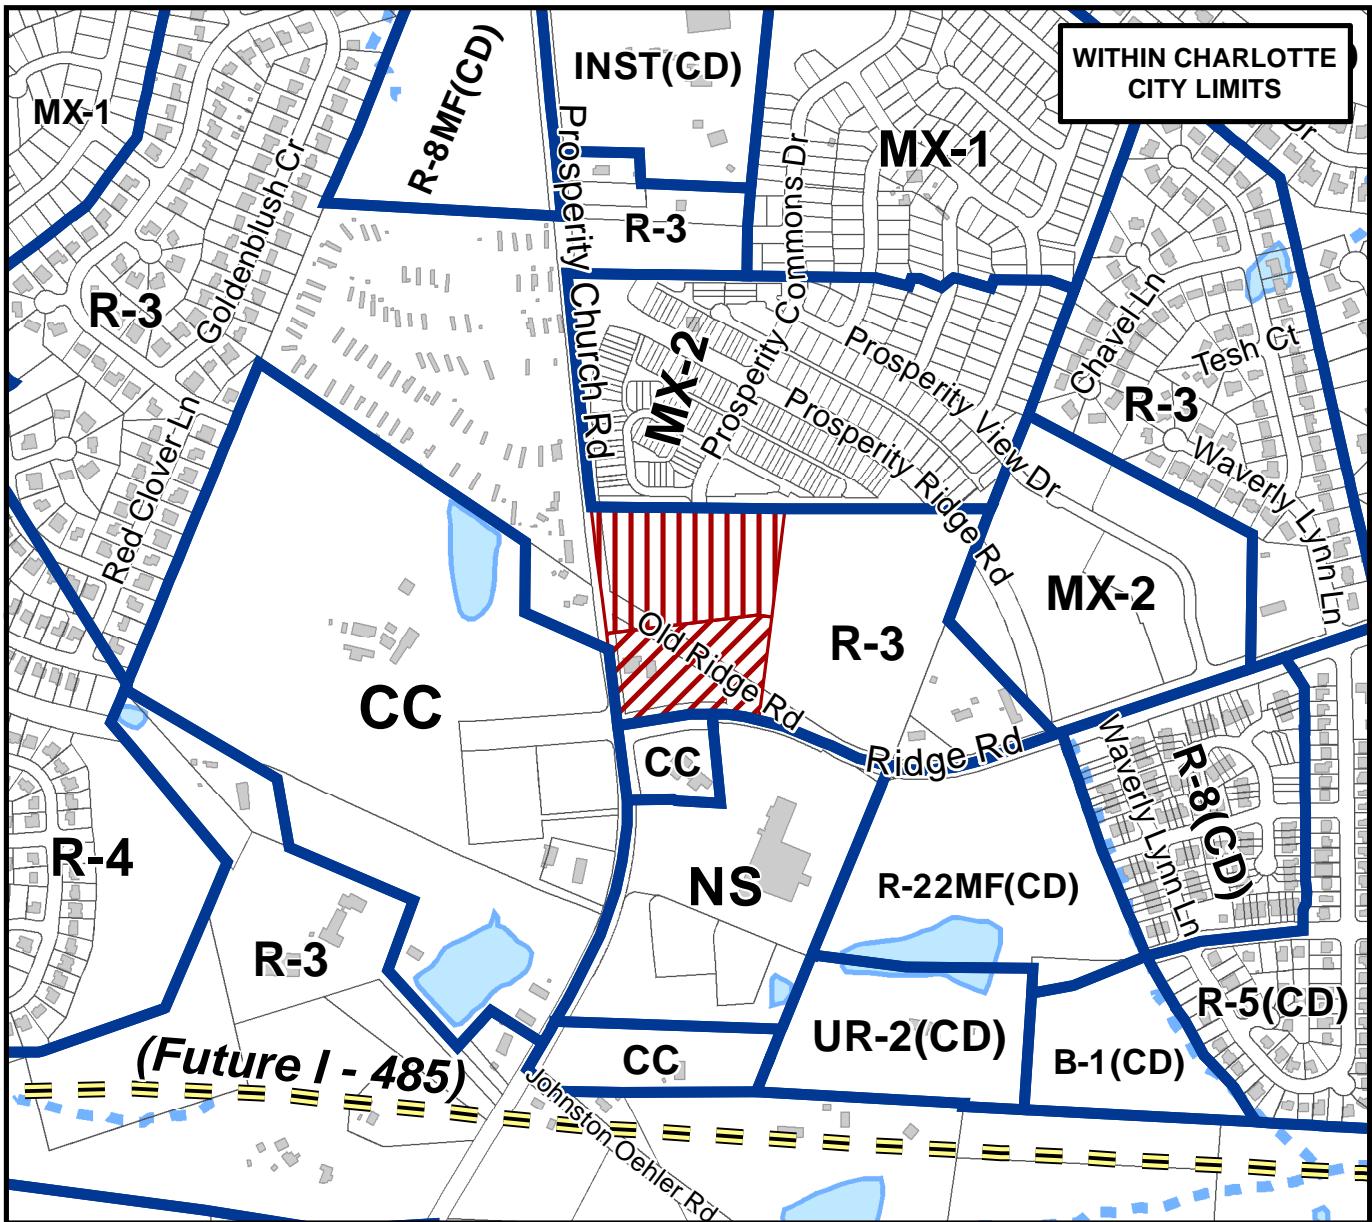 WITHIN CHARLOTTE
CITY LIMITS
)
Dr
MX-1
R-8MF(CD)
INST(CD)
MX-1
Prosperity Church Rd
Prosperity Commons Dr
Goldenblush Cr
R-3
R-3
MX-2
Prosperity View Dr
Prosperity Ridge Rd
Chavel Ln
Tesh Ct
R-3
Waverly Lynn Ln
Red Clover Ln
MX-2
Old Ridge Rd
R-3
CC
CC
Ridge Rd
Waverly Lynn Ln
R-8(CD)
R-4
NS
R-22MF(CD)
R-3
R-5(CD)
UR-2(CD)
B-1(CD)
CC
(Future I - 485)
Johnston Oehler Rd